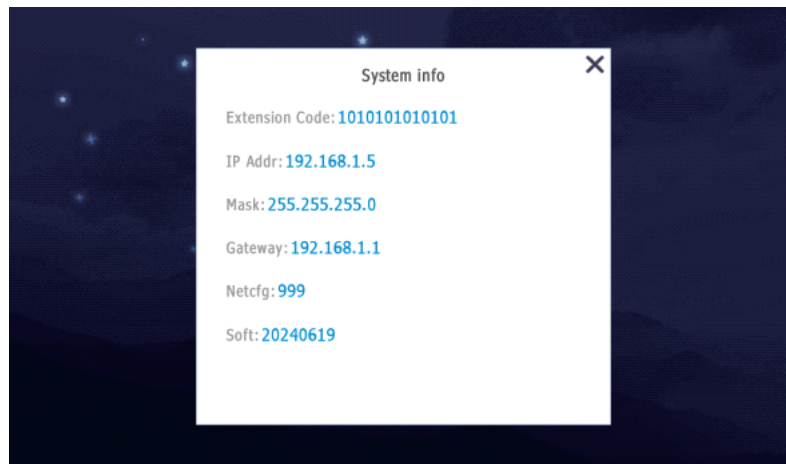 System info
Extension Code: 1010101010101
IP Addr: 192.168.1.5
Mask: 255.255.255.0
Gateway: 192.168.1.1
Netcfg: 999
Soft: 20240619